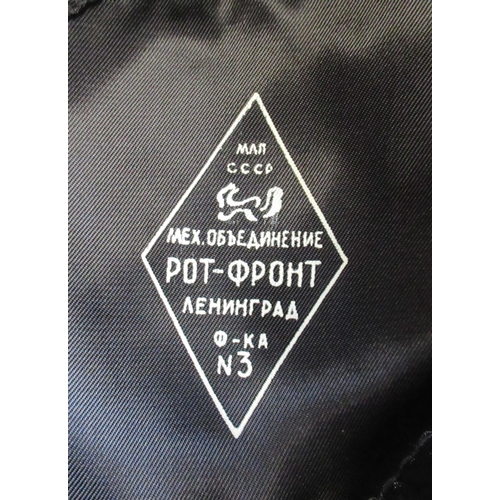 МЛП
СССР
МЕХ.ОБЪЕДИНЕНИЕ
РОТ-ФРОНТ
ЛЕНИНГРАД
Ф-КА
N3